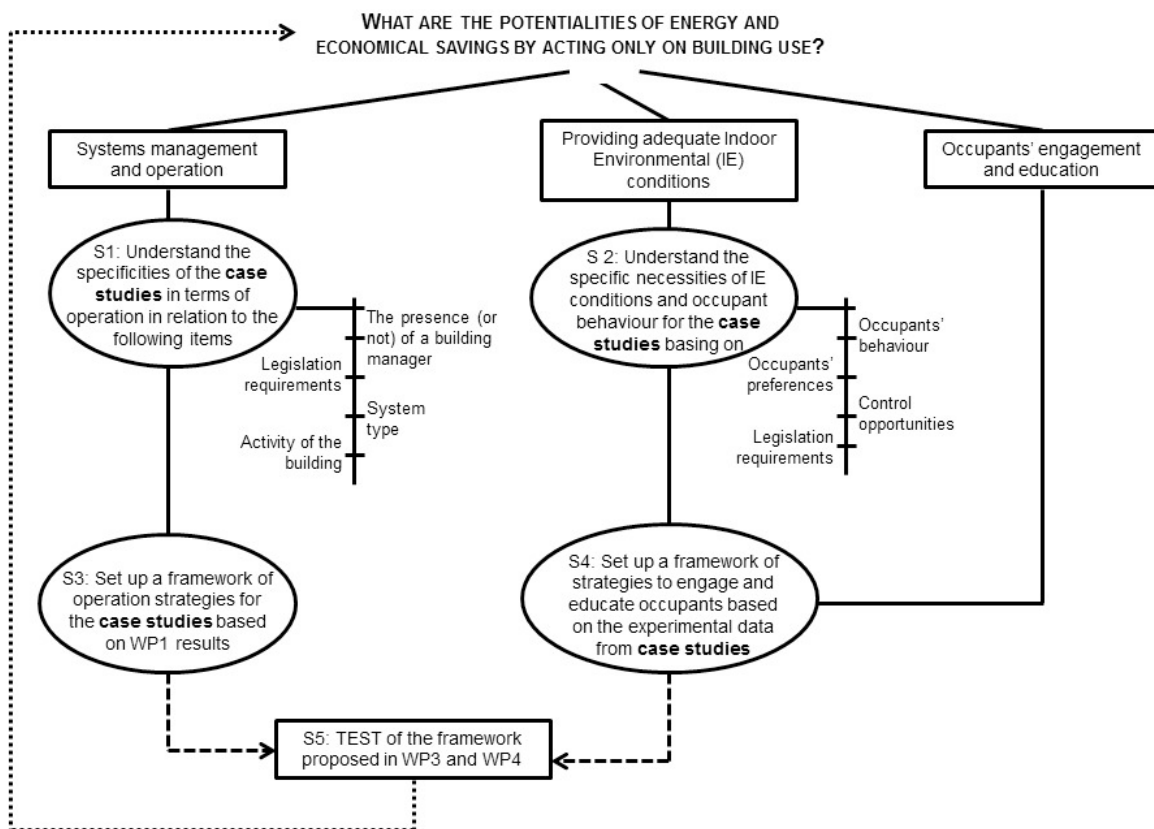 WHAT ARE THE POTENTIALITIES OF ENERGY AND
ECONOMICAL SAVINGS BY ACTING ONLY ON BUILDING USE?
Systems management
and operation
Providing adequate Indoor
Environmental (IE)
conditions
Occupants' engagement
and education
S1: Understand the
specificities of the case
studies in terms of
operation in relation to the
following items
The presence (or
not) of a building
manager
Legislation
requirements
System
type
Activity of the
building
S 2: Understand the
specific necessities of IE
conditions and occupant
behaviour for the case
studies basing on
Occupants'
behaviour
Occupants'
preferences
Control
opportunities
Legislation
requirements
S3: Set up a framework of
operation strategies for
the case studies based
on WP1 results
S4: Set up a framework of
strategies to engage and
educate occupants based
on the experimental data
from case studies
S5: TEST of the framework
proposed in WP3 and WP4